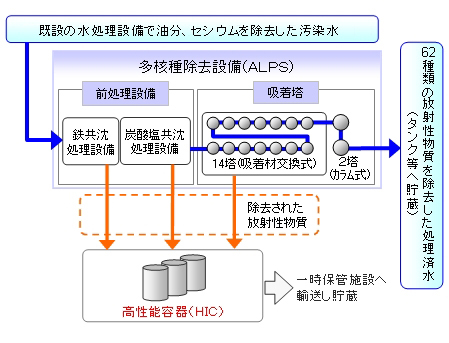 既設の水処理設備で油分、セシウムを除去した汚染水
多核種除去設備(ALPS)
前処理設備
吸着塔
鉄共沈
処理設備
炭酸塩共沈
処理設備
14塔(吸着材交換式)
2塔
(カラム式)
62種類の放射性物質を除去した処理済水
(タンク等へ貯蔵)
除去された
放射性物質
高性能容器(HIC)
一時保管施設へ
輸送し貯蔵